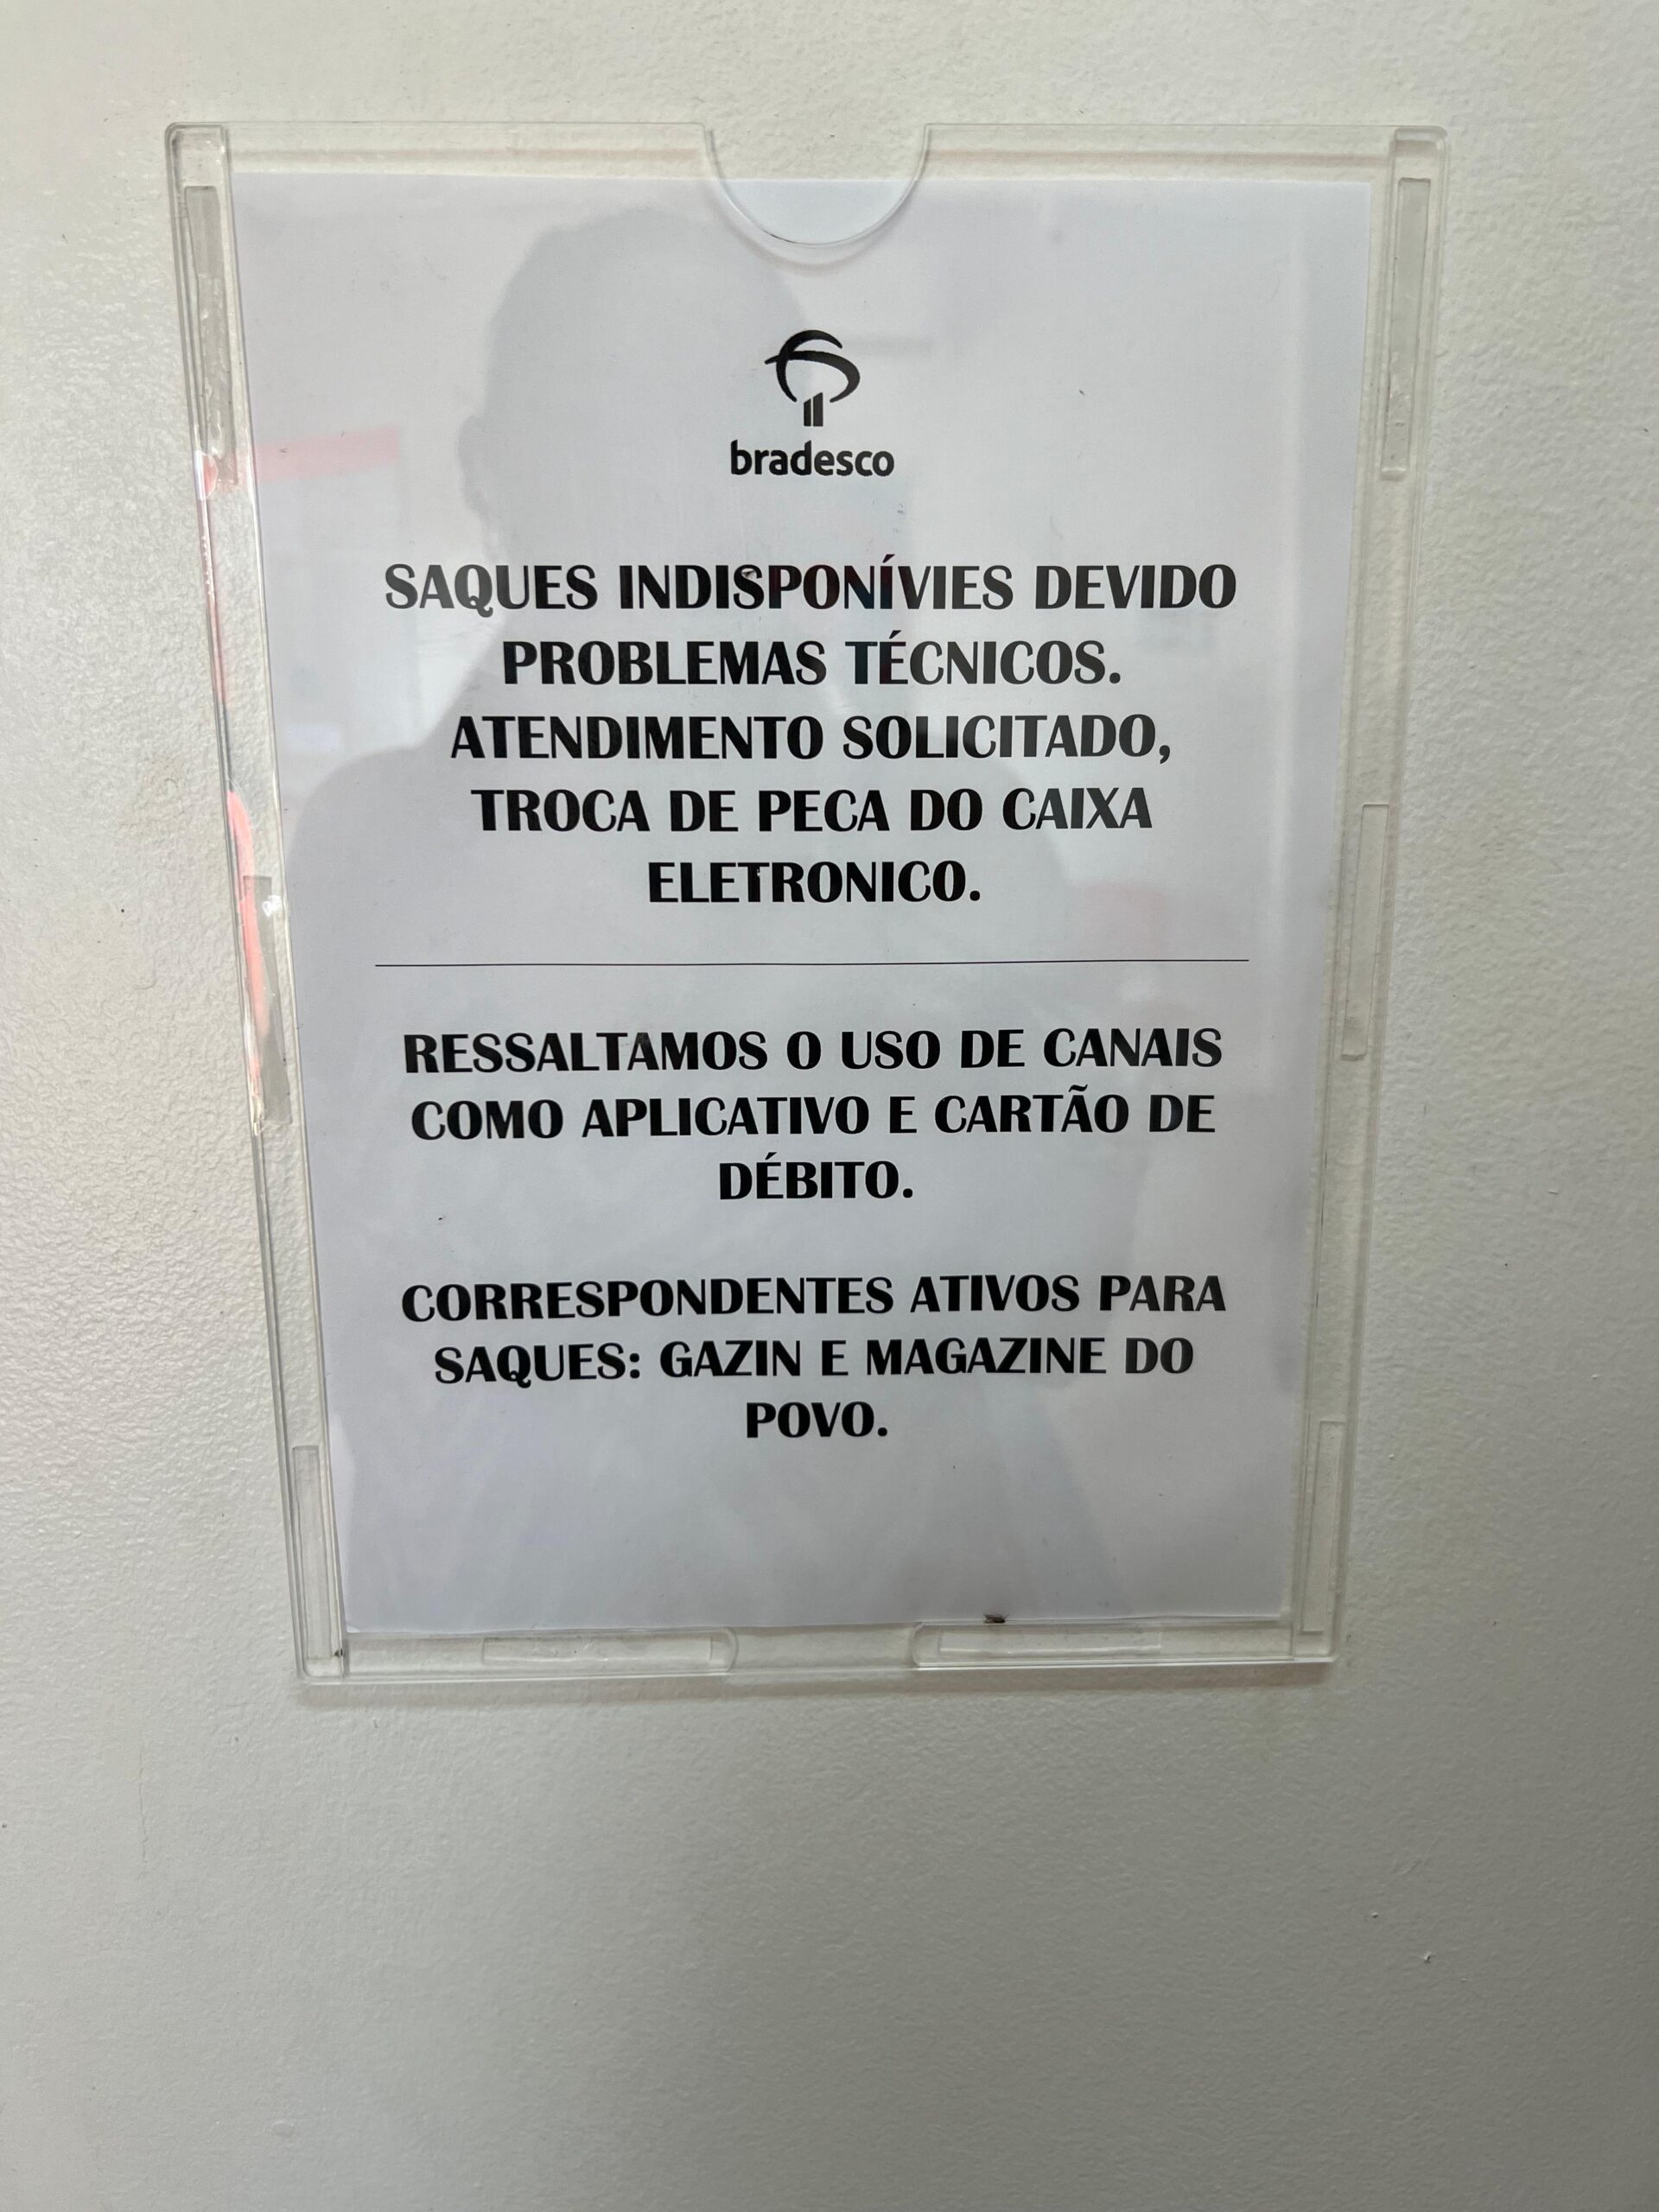 bradesco
SAQUES INDISPONÍVIES DEVIDO
PROBLEMAS TÉCNICOS.
ATENDIMENTO SOLICITADO,
TROCA DE PECA DO CAIXA
ELETRONICO.
RESSALTAMOS O USO DE CANAIS
COMO APLICATIVO E CARTÃO DE
DÉBITO.
CORRESPONDENTES ATIVOS PARA
SAQUES: GAZIN E MAGAZINE DO
POVO.